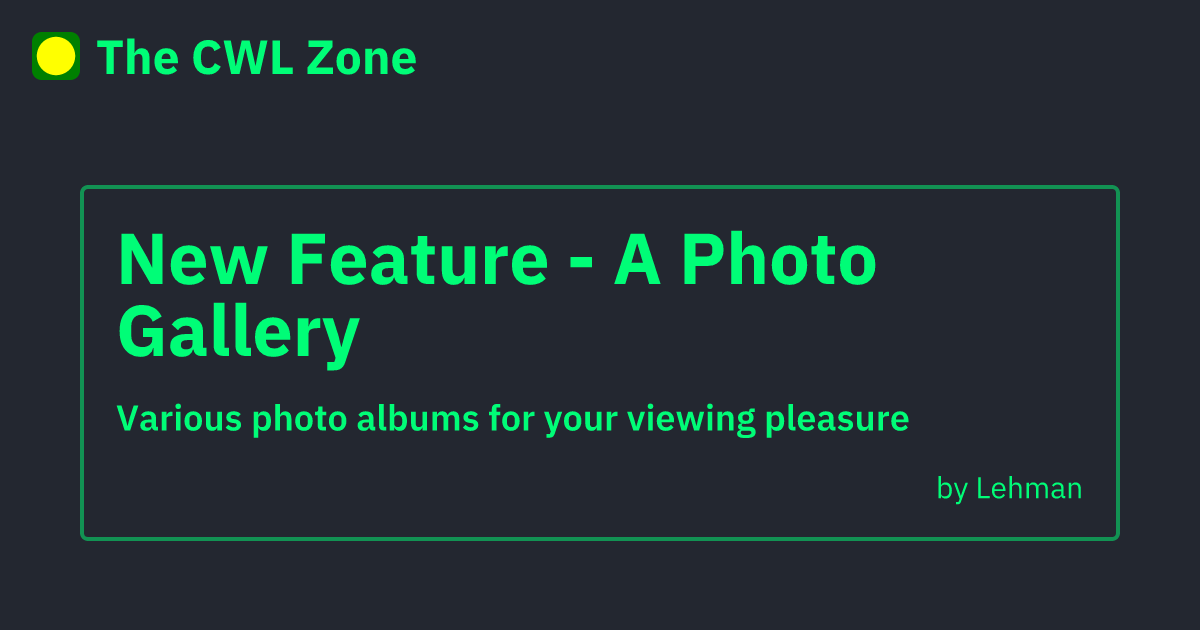 The CWL Zone
New Feature - A Photo
Gallery
Various photo albums for your viewing pleasure
by Lehman